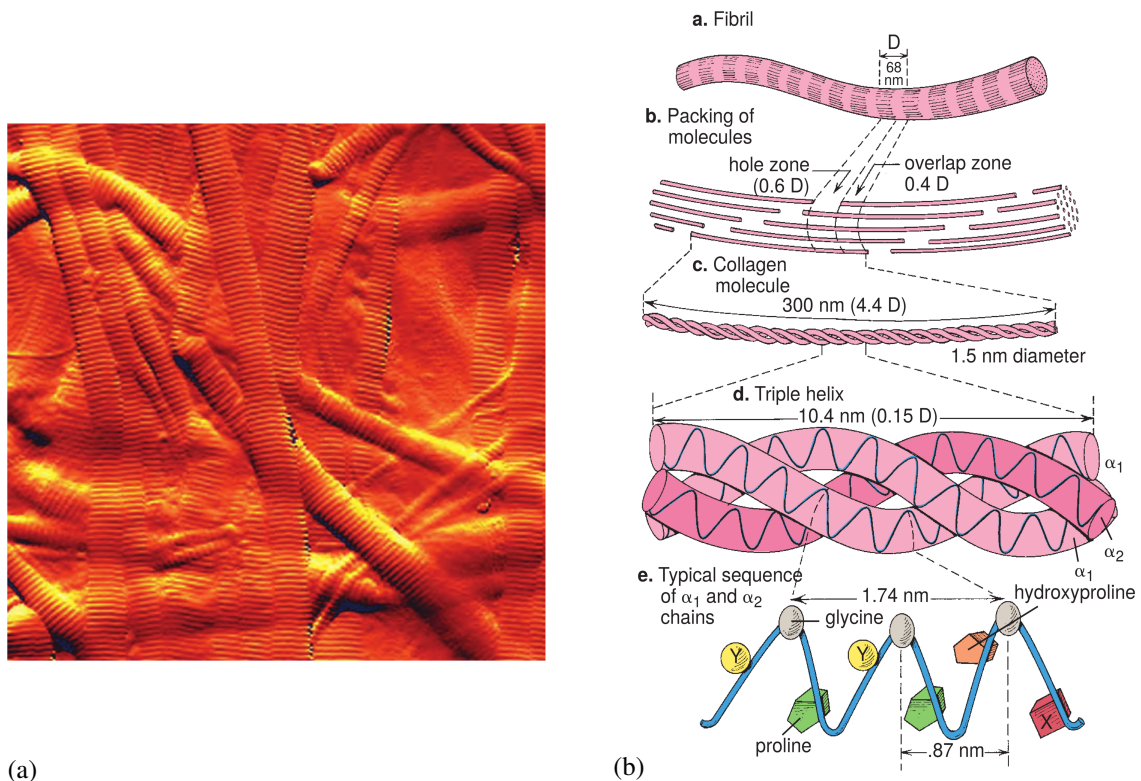 a. Fibril
D
68
nm
b. Packing of
molecules
hole zone
(0.6 D)
overlap zone
0.4 D
c. Collagen
molecule
300 nm (4.4 D)
1.5 nm diameter
d. Triple helix
10.4 nm (0.15 D)
α1
α2
α1
e. Typical sequence
of α1 and α2
chains
1.74 nm
hydroxyproline
glycine
Y
Y
X
X
proline
.87 nm
(a)
(b)